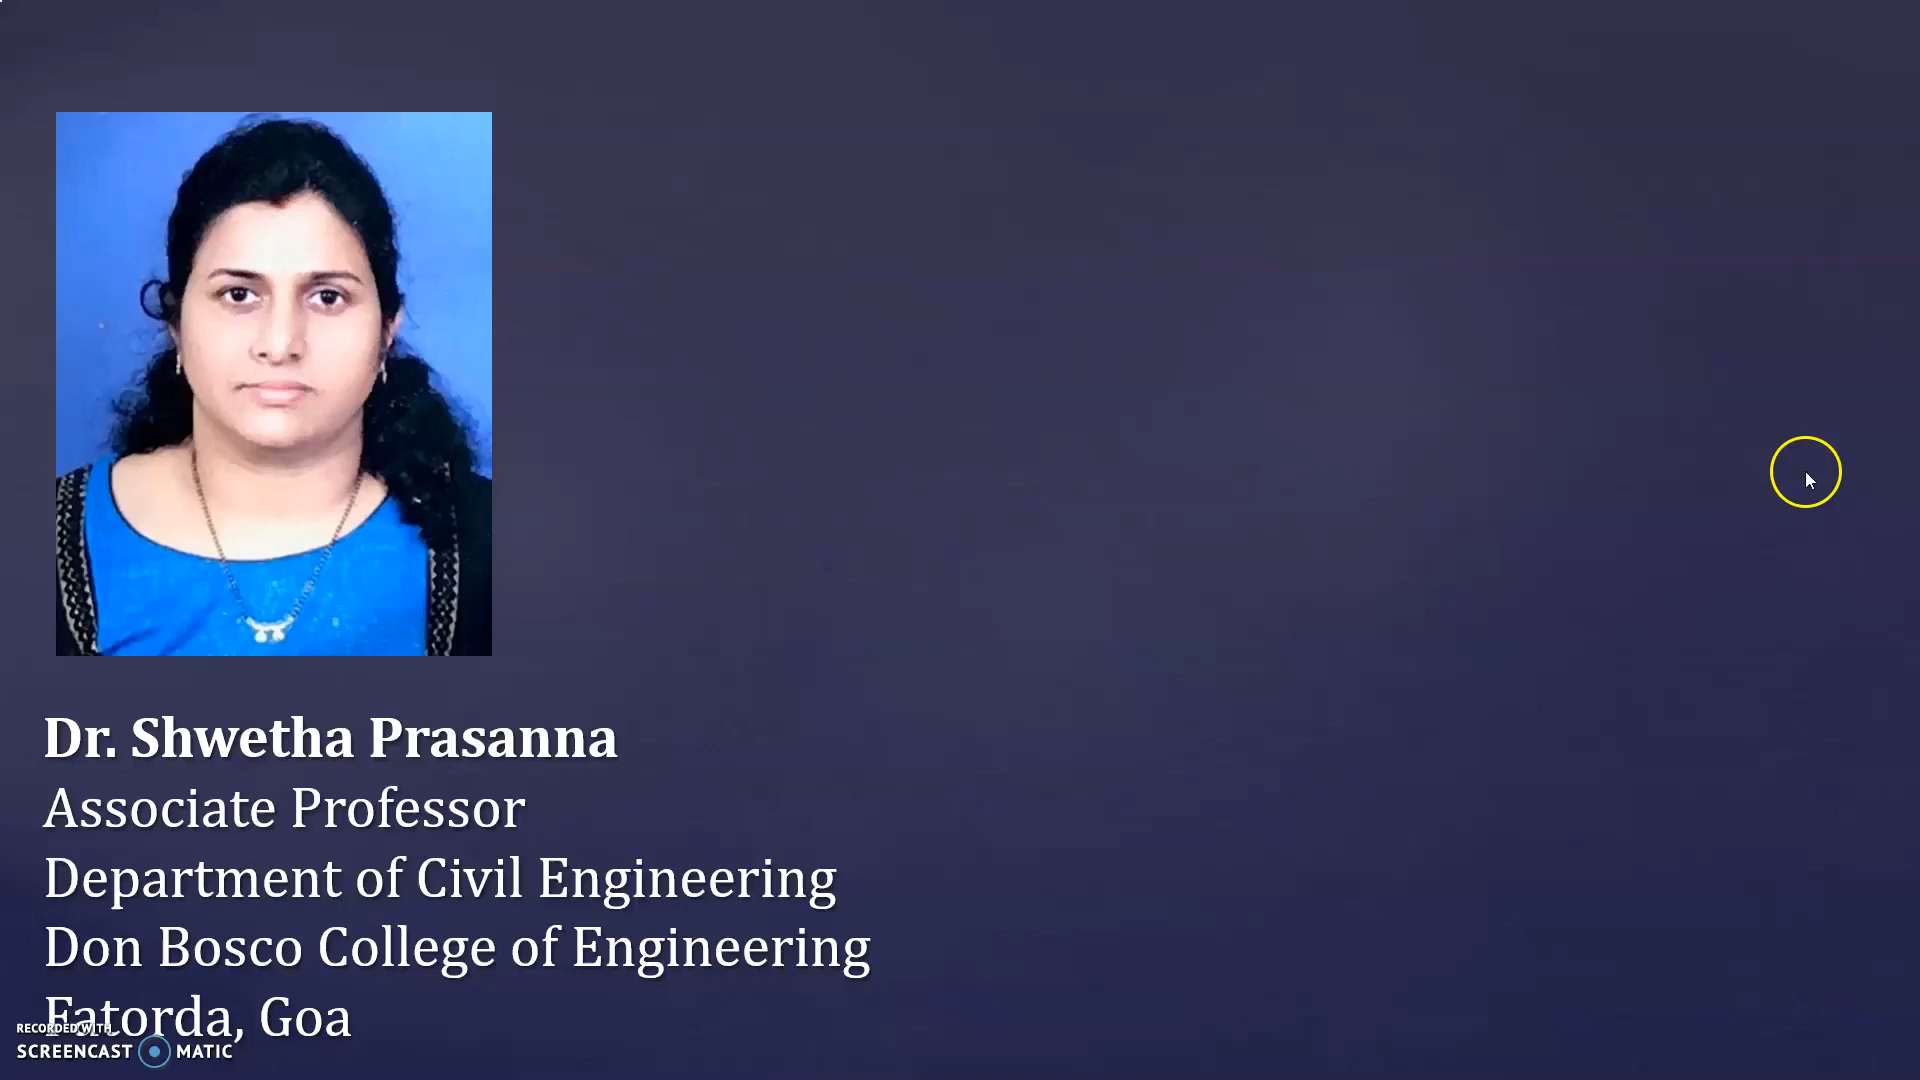 Dr. Shwetha Prasanna
Associate Professor
Department of Civil Engineering
Don Bosco College of Engineering
Fatorda, Goa
RECORDED WITH
SCREENCAST MATIC